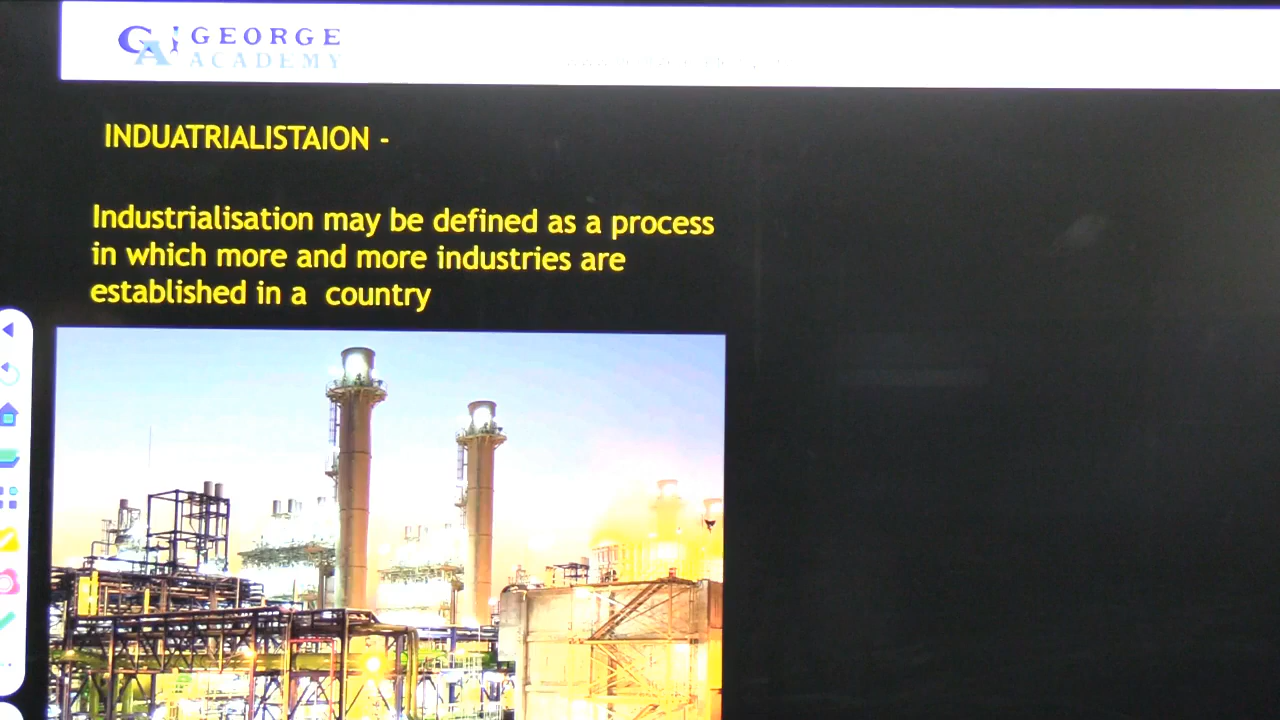 GEORGE
ACADEMY
INDUATRIALISTAION -
Industrialisation may be defined as a process
in which more and more industries are
established in a country